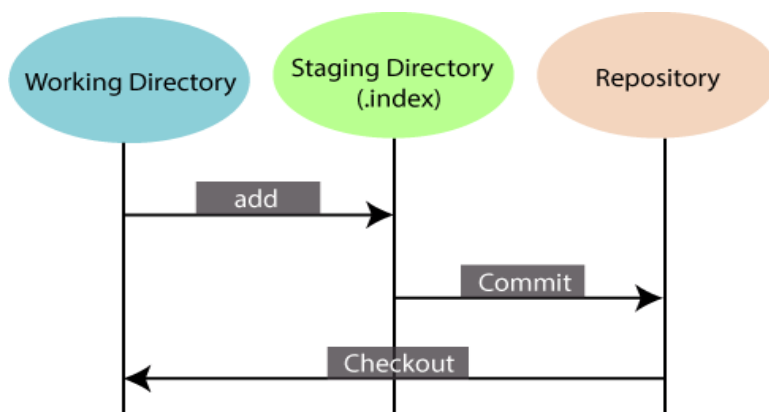 Working Directory
Staging Directory
(.index)
Repository
add
Commit
Checkout